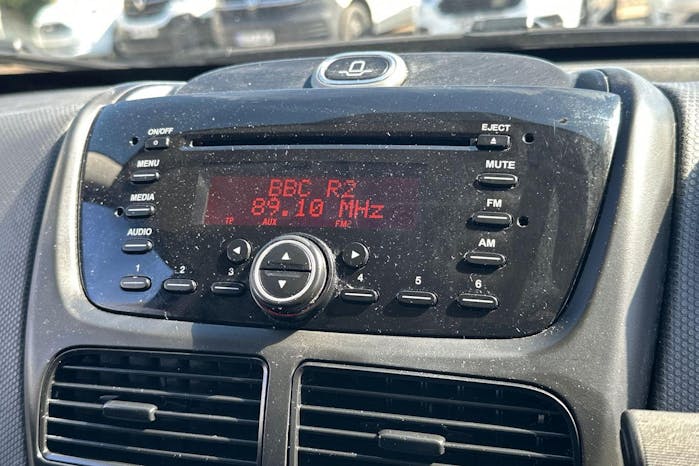 ON/OFF
EJECT
MENU
MUTE
BBC R2
89.10 MHz
TP AUX FM2
MEDIA
FM
AUDIO
AM
1 2 3 4 5 6